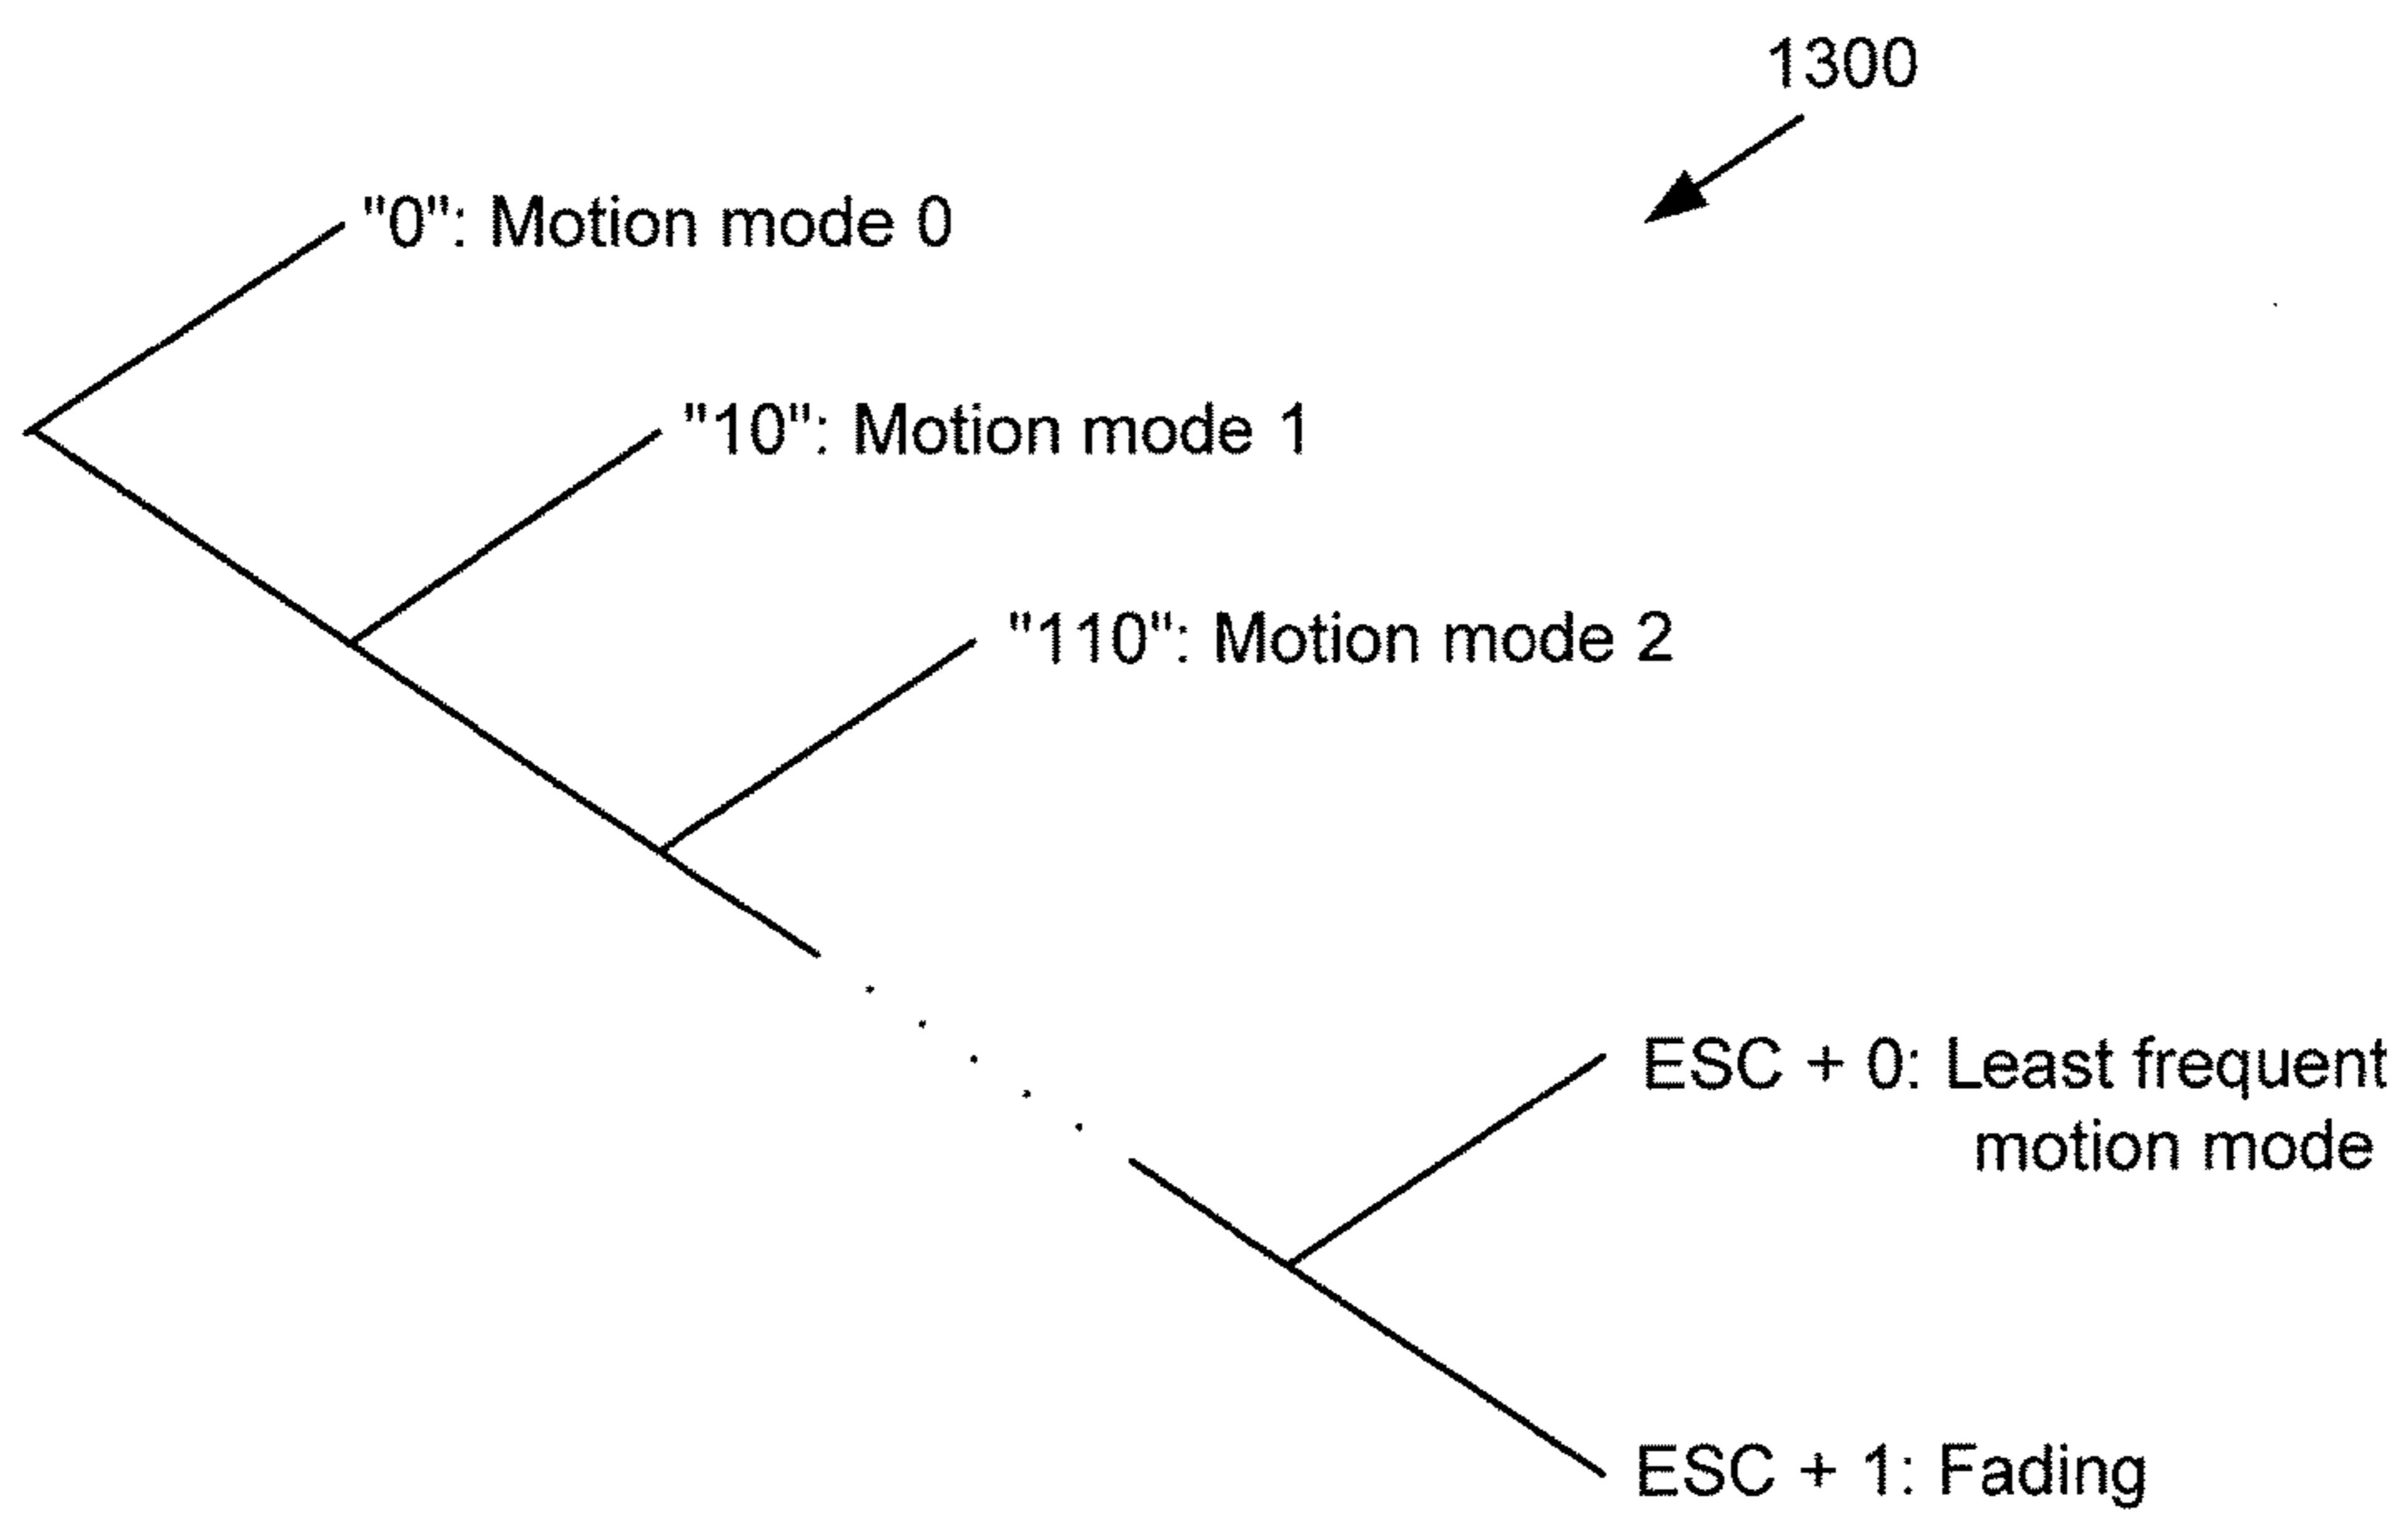 1300
"0": Motion mode 0
"10": Motion mode 1
"110": Motion mode 2
ESC + 0: Least frequent
motion mode
ESC + 1: Fading